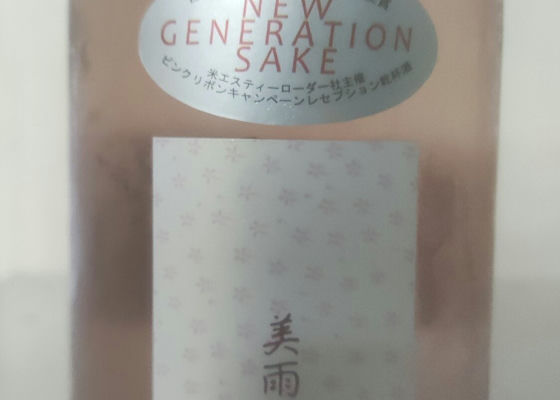 NEW
GENERATION
SAKE
米エスティーローダー社主催
ピンクリボンキャンペーンレセプション乾杯酒
美雨